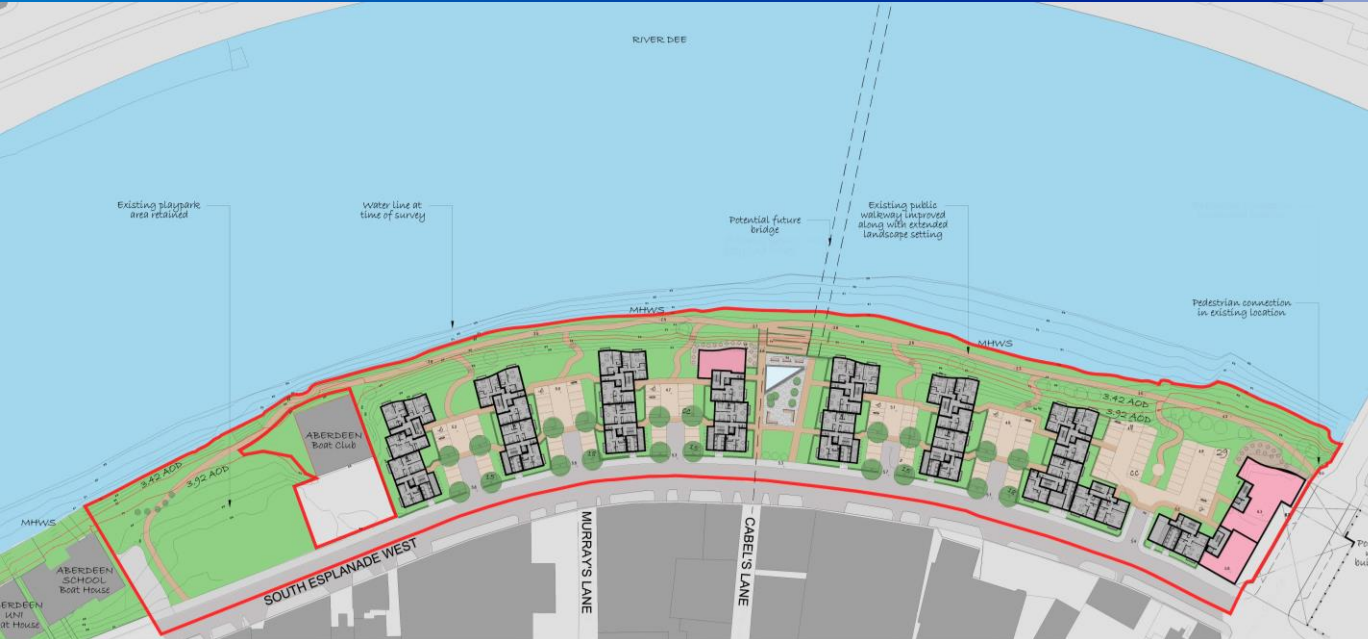 RIVER DEE
Existing playpark
area retained
Water line at
time of survey
Potential future
bridge
Existing public
walkway improved
along with extended
landscape setting
Pedestrian connection
in existing location
MHWS
MHWS
3.42 AOD
3.92 AOD
ABERDEEN
Boat Club
3.42 AOD
3.92 AOD
MHWS
ABERDEEN
SCHOOL
Boat House
UNI
House
SOUTH ESPLANADE WEST
MURRAY'S LANE
CABEL'S LANE
CC